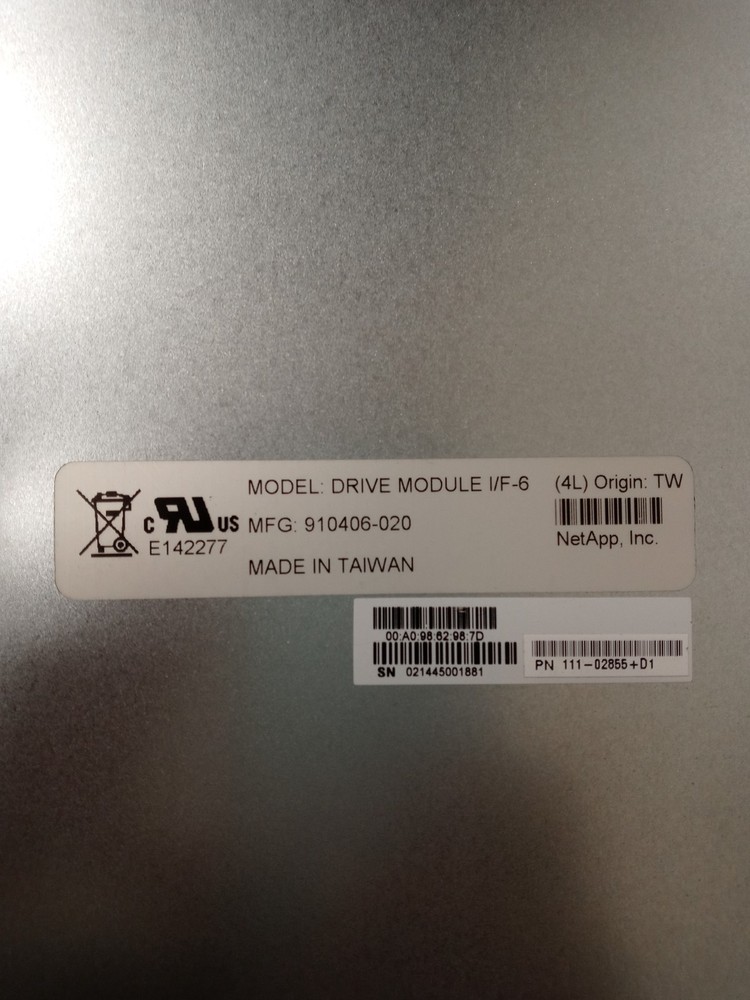 MODEL: DRIVE MODULE I/F-6
MFG: 910406-020
MADE IN TAIWAN
c RU US
E142277
(4L) Origin: TW
NetApp, Inc.
00:A0:98:62:98:7D
SN 021445001881
PN 111-02855+D1